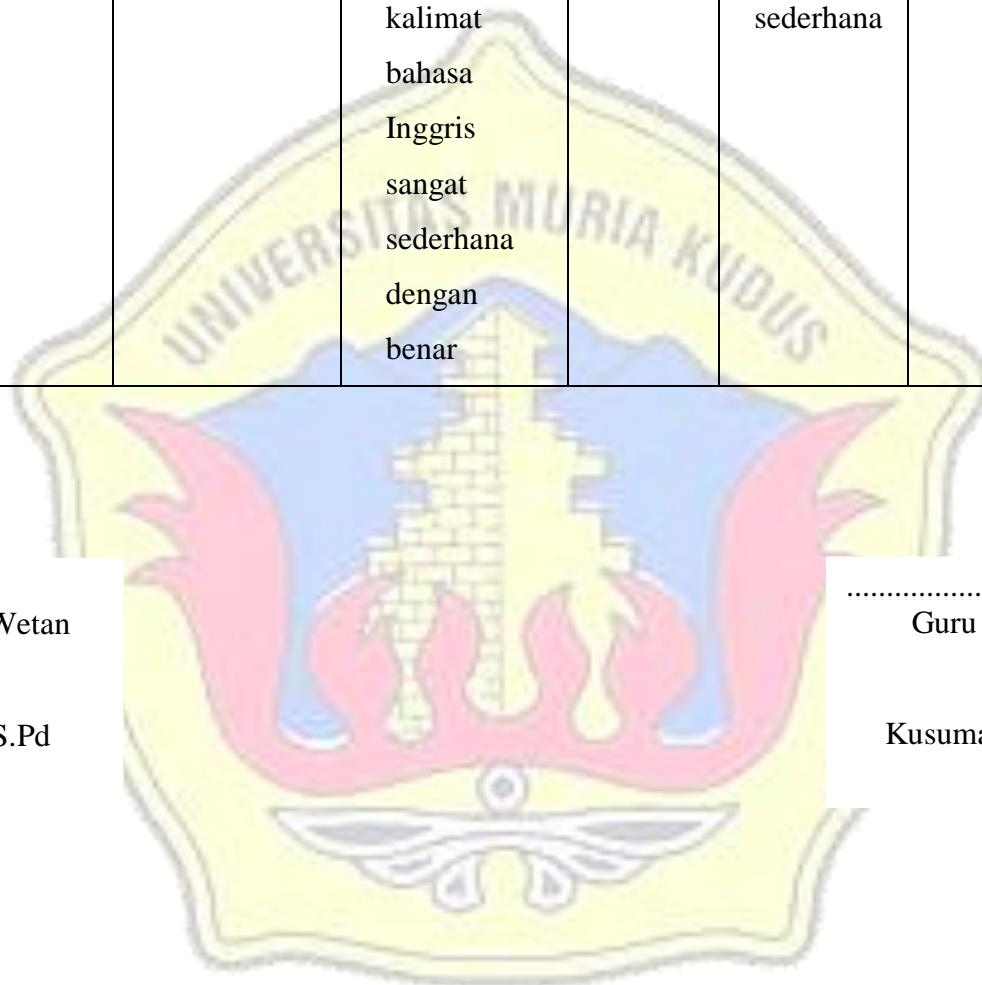 kalimat sederhana
bahasa
Inggris
sangat
sederhana
dengan
benar
UNIVERSITAS MURIA KUDUS
..................
Wetan Guru
S.Pd Kusuma